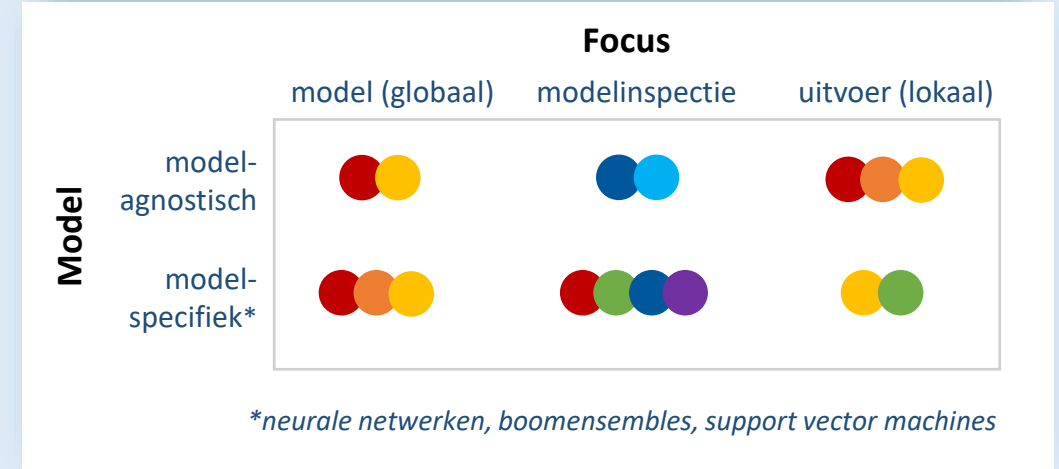 Focus
model (globaal) modelinspectie uitvoer (lokaal)
Model
model-
agnostisch
model-
specifiek*
*neurale netwerken, boomensembles, support vector machines